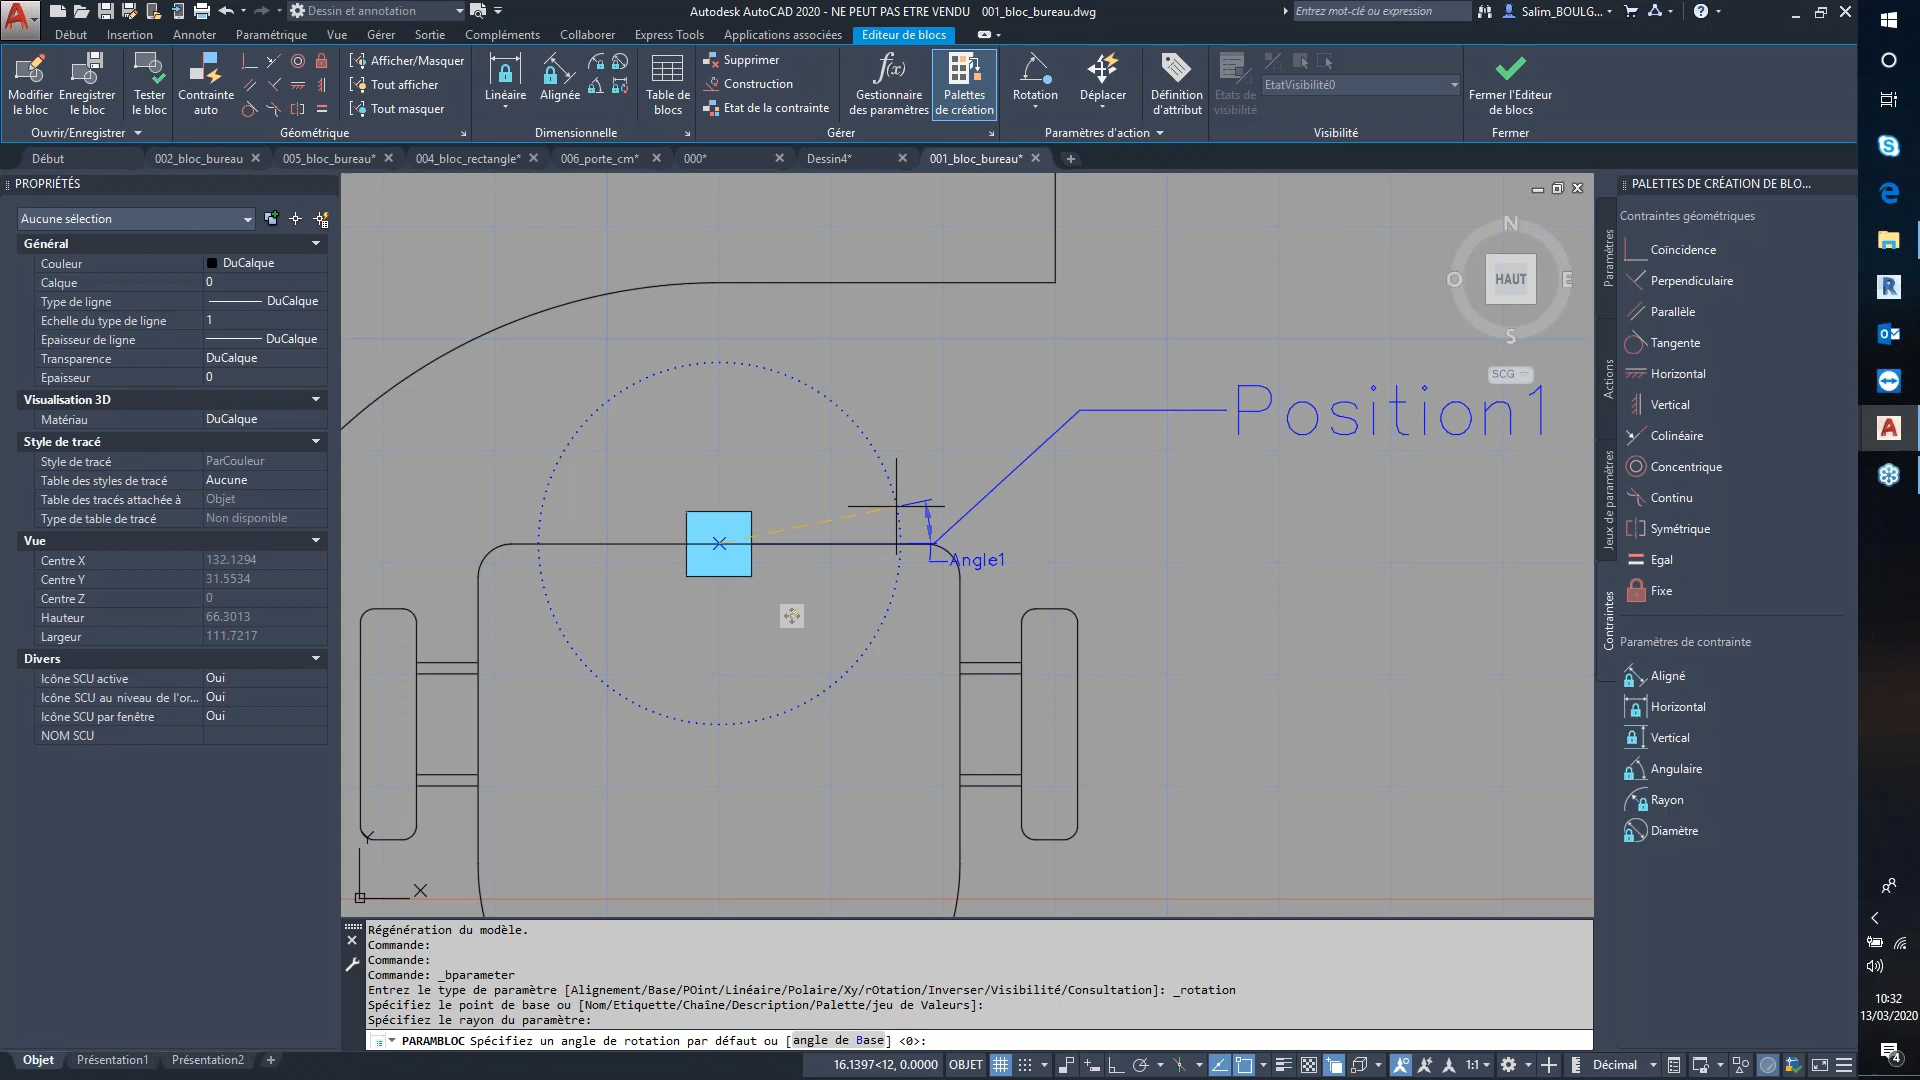 Dessin et annotation
Autodesk AutoCAD 2020 - NE PEUT PAS ETRE VENDU 001_bloc_bureau.dwg
Entrez mot-clé ou expression
Salim_BOULG...
Début Insertion Annoter Paramétrique Vue Gérer Sortie Compléments Collaborer Express Tools Applications associées Editeur de blocs
Modifier le bloc
Enregistrer le bloc
Tester le bloc
Contrainte auto
Afficher/Masquer
Tout afficher
Tout masquer
Linéaire
Alignée
Table de blocs
Supprimer
Construction
Etat de la contrainte
Gestionnaire des paramètres
Palettes de création
Rotation
Déplacer
Définition d'attribut
Etats de visibilité
EtatVisibilité0
Fermer l'Editeur de blocs
Ouvrir/Enregistrer Géométrique Dimensionnelle Gérer Paramètres d'action Visibilité Fermer
Début 002_bloc_bureau 005_bloc_bureau* 004_bloc_rectangle* 006_porte_cm* 000* Dessin4* 001_bloc_bureau*
PROPRIÉTÉS
Aucune sélection
Général
Couleur DuCalque
Calque 0
Type de ligne DuCalque
Echelle du type de ligne 1
Epaisseur de ligne DuCalque
Transparence DuCalque
Epaisseur 0
Visualisation 3D
Matériau DuCalque
Style de tracé
Style de tracé ParCouleur
Table des styles de tracé Aucune
Table des tracés attachée à Objet
Type de table de tracé Non disponible
Vue
Centre X 132.1294
Centre Y 31.5534
Centre Z 0
Hauteur 66.3013
Largeur 111.7217
Divers
Icône SCU active Oui
Icône SCU au niveau de l'or... Oui
Icône SCU par fenêtre Oui
NOM SCU
N
O HAUT E
S
SCG
Position1
Angle1
Y
X
PALETTES DE CRÉATION DE BLO...
Paramètres
Actions
Jeux de paramètres
Contraintes
Contraintes géométriques
Coïncidence
Perpendiculaire
Parallèle
Tangente
Horizontal
Vertical
Colinéaire
Concentrique
Continu
Symétrique
Egal
Fixe
Paramètres de contrainte
Aligné
Horizontal
Vertical
Angulaire
Rayon
Diamètre
Régénération du modèle.
Commande:
Commande:
Commande: _bparameter
Entrez le type de paramètre [Alignement/Base/POint/Linéaire/Polaire/Xy/rOtation/Inverser/Visibilité/Consultation]: _rotation
Spécifiez le point de base ou [Nom/Etiquette/Chaîne/Description/Palette/jeu de Valeurs]:
Spécifiez le rayon du paramètre:
PARAMBLOC Spécifiez un angle de rotation par défaut ou [angle de Base] <0>:
Objet Présentation1 Présentation2 +
16.1397<12, 0.0000 OBJET 1:1 Décimal
10:32
13/03/2020
4